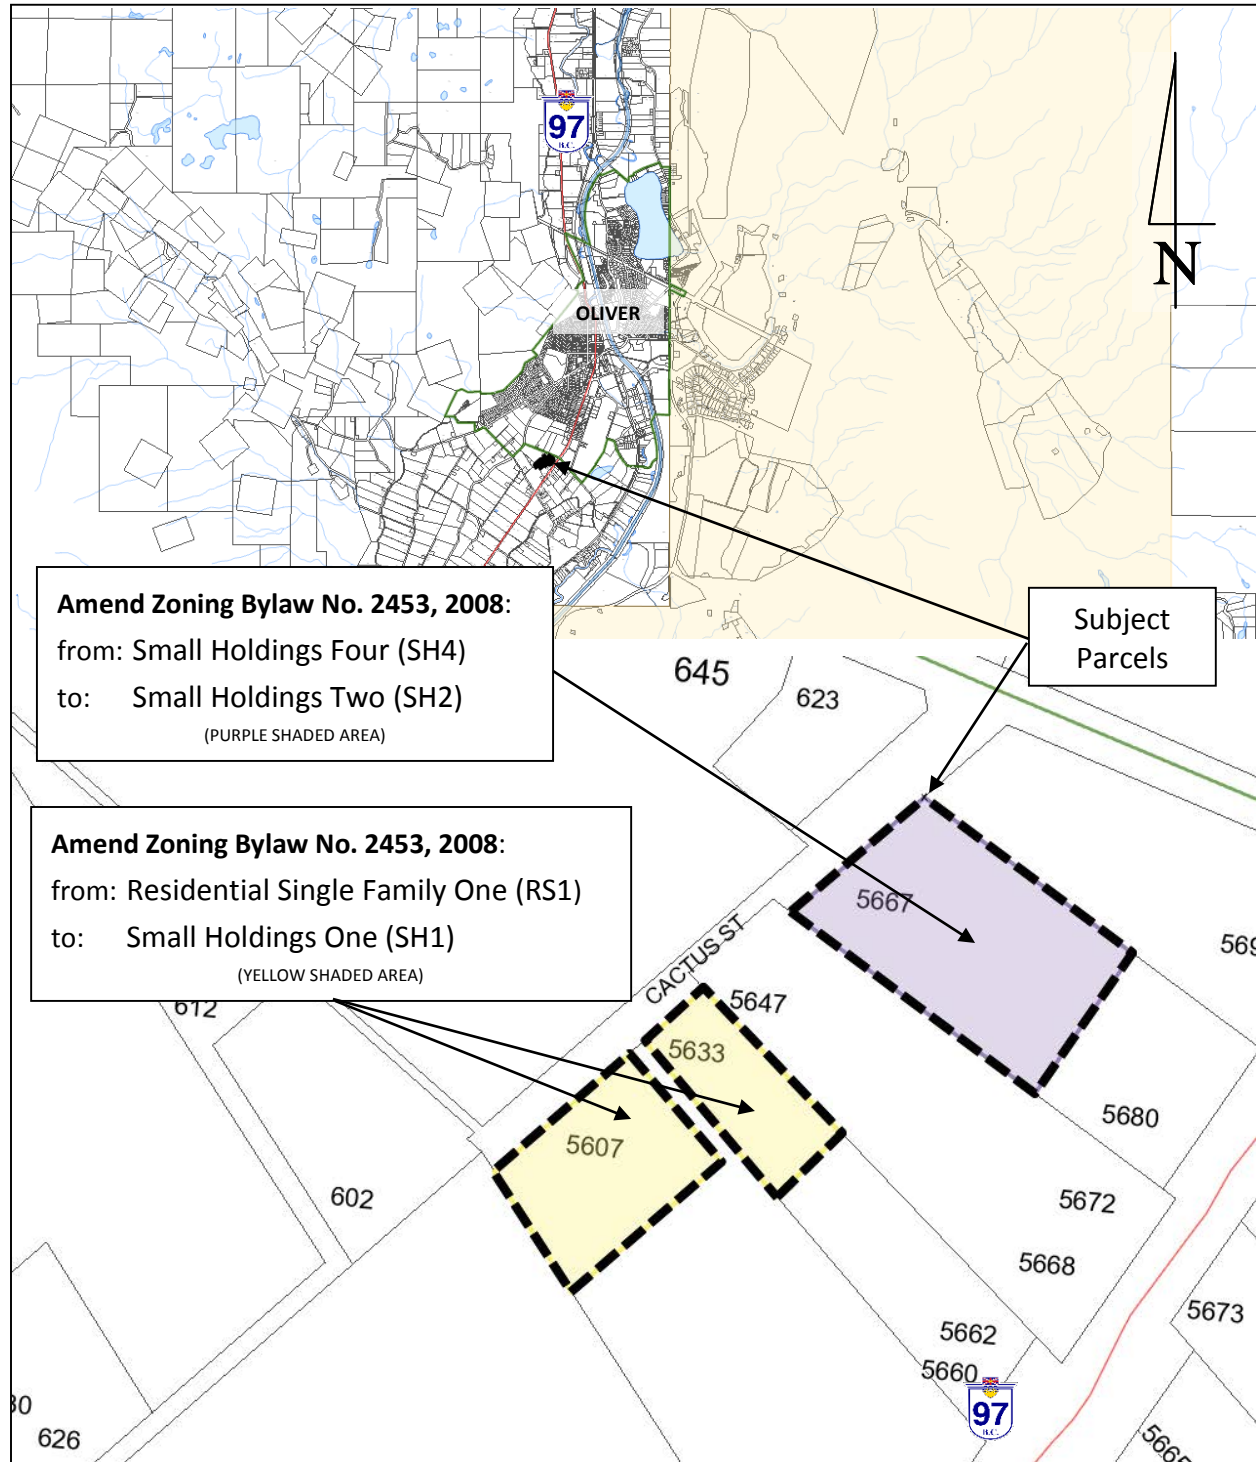 97
B.C.
N
OLIVER
Amend Zoning Bylaw No. 2453, 2008:
from: Small Holdings Four (SH4)
to: Small Holdings Two (SH2)
(PURPLE SHADED AREA)
Subject
Parcels
645
623
Amend Zoning Bylaw No. 2453, 2008:
from: Residential Single Family One (RS1)
to: Small Holdings One (SH1)
(YELLOW SHADED AREA)
5667
569
CACTUS ST
612
5647
5633
5607
5680
602
5672
5668
5673
5662
5660
97
B.C.
30
626
5665